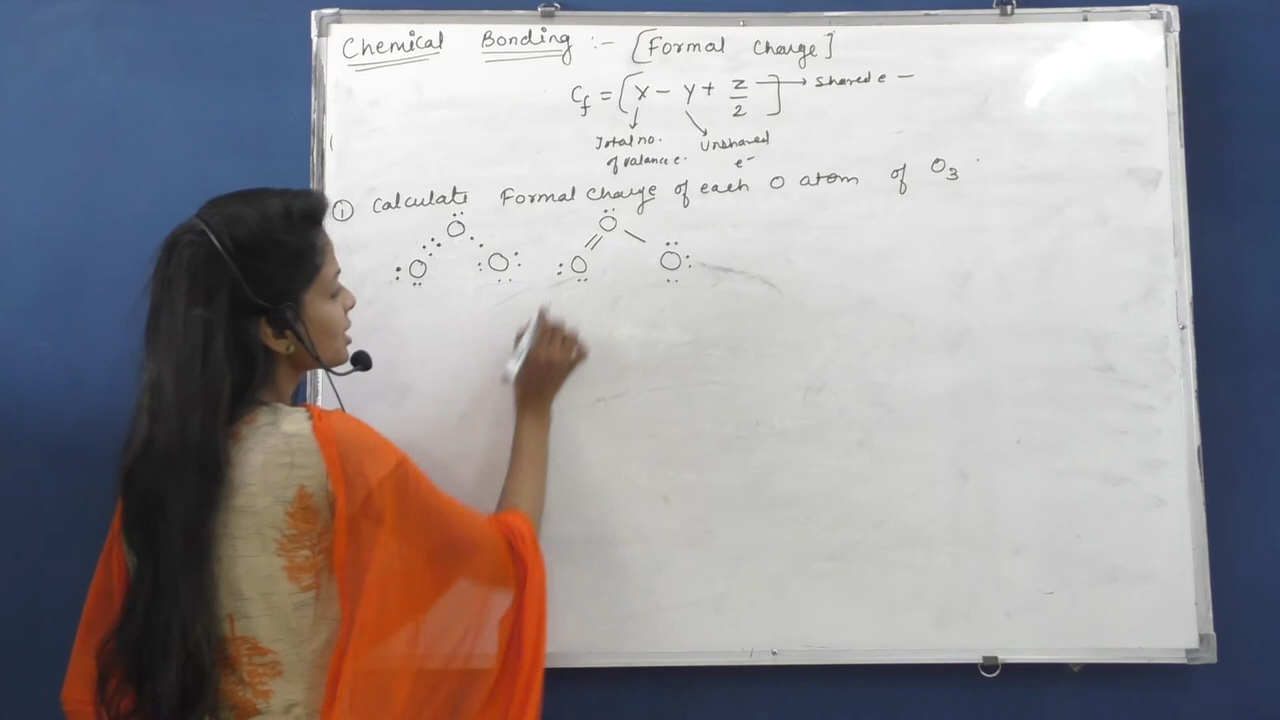 Chemical Bonding :- [Formal Charge]
Cf = [X - Y + Z/2] → Shared e -
Total no. of valance e.
Unshared e-
① Calculate Formal Charge of each O atom of O3
O O
O O O O